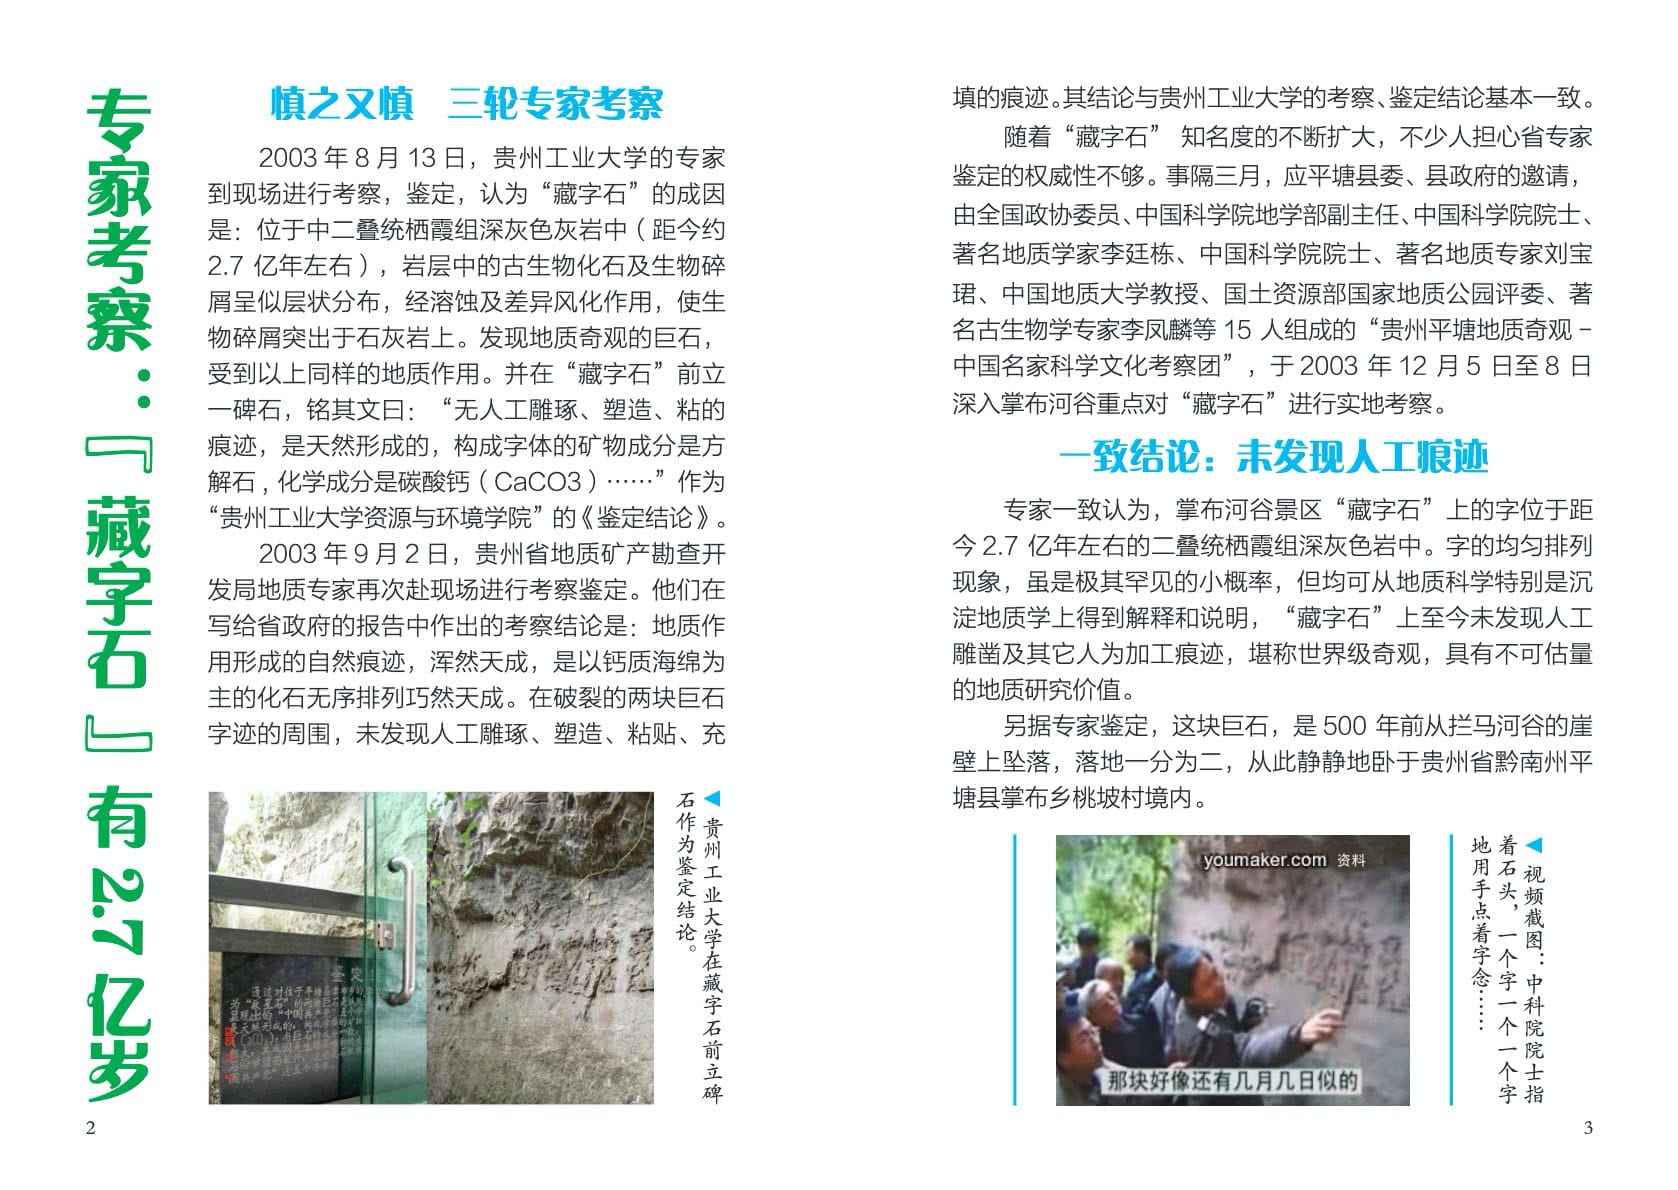 专家考察：『藏字石』有2.7亿岁
慎之又慎 三轮专家考察
2003 年 8 月 13 日，贵州工业大学的专家
到现场进行考察，鉴定，认为“藏字石”的成因
是：位于中二叠统栖霞组深灰色灰岩中（距今约
2.7 亿年左右），岩层中的古生物化石及生物碎
屑呈似层状分布，经溶蚀及差异风化作用，使生
物碎屑突出于石灰岩上。发现地质奇观的巨石，
受到以上同样的地质作用。并在“藏字石”前立
一碑石，铭其文曰：“无人工雕琢、塑造、粘的
痕迹，是天然形成的，构成字体的矿物成分是方
解石，化学成分是碳酸钙（CaCO3）……”作为
“贵州工业大学资源与环境学院”的《鉴定结论》。
2003 年 9 月 2 日，贵州省地质矿产勘查开
发局地质专家再次赴现场进行考察鉴定。他们在
写给省政府的报告中作出的考察结论是：地质作
用形成的自然痕迹，浑然天成，是以钙质海绵为
主的化石无序排列巧然天成。在破裂的两块巨石
字迹的周围，未发现人工雕琢、塑造、粘贴、充
◀ 贵州工业大学在藏字石前立碑
石作为鉴定结论。
2
填的痕迹。其结论与贵州工业大学的考察、鉴定结论基本一致。
随着“藏字石” 知名度的不断扩大，不少人担心省专家
鉴定的权威性不够。事隔三月，应平塘县委、县政府的邀请，
由全国政协委员、中国科学院地学部副主任、中国科学院院士、
著名地质学家李廷栋、中国科学院院士、著名地质专家刘宝
珺、中国地质大学教授、国土资源部国家地质公园评委、著
名古生物学专家李凤麟等 15 人组成的“贵州平塘地质奇观－
中国名家科学文化考察团”，于 2003 年 12 月 5 日至 8 日
深入掌布河谷重点对“藏字石”进行实地考察。
一致结论：未发现人工痕迹
专家一致认为，掌布河谷景区“藏字石”上的字位于距
今 2.7 亿年左右的二叠统栖霞组深灰色岩中。字的均匀排列
现象，虽是极其罕见的小概率，但均可从地质科学特别是沉
淀地质学上得到解释和说明，“藏字石”上至今未发现人工
雕凿及其它人为加工痕迹，堪称世界级奇观，具有不可估量
的地质研究价值。
另据专家鉴定，这块巨石，是 500 年前从拦马河谷的崖
壁上坠落，落地一分为二，从此静静地卧于贵州省黔南州平
塘县掌布乡桃坡村境内。
youmaker.com 资料
那块好像还有几月几日似的
◀ 视频截图：中科院院士指
着石头，一个字一个一个字
地用手点着字念……
3